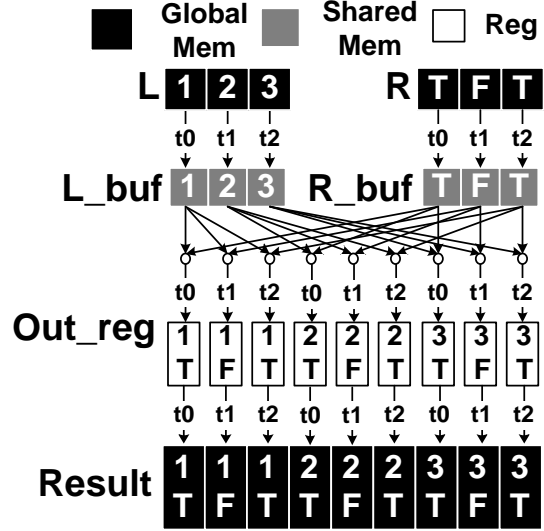 Global Mem Shared Mem Reg
L 1 2 3 R T F T
t0 t1 t2 t0 t1 t2
L_buf 1 2 3 R_buf T F T
t0 t1 t2 t0 t1 t2 t0 t1 t2
Out_reg 1 1 1 2 2 2 3 3 3
T F T T F T T F T
t0 t1 t2 t0 t1 t2 t0 t1 t2
Result 1 1 1 2 2 2 3 3 3
T F T T F T T F T